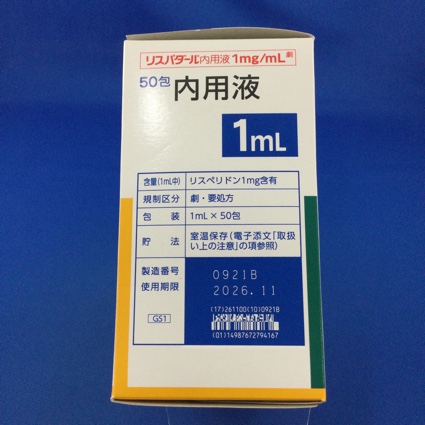 リスパダール内用液1mg/mL 劇
50包 内用液
1mL
含量(1mL中) リスペリドン1mg含有
規制区分 劇・要処方
包装 1mL×50包
貯法 室温保存(電子添文「取扱
い上の注意」の項参照)
製造番号 0921B
使用期限 2026.11
(17)261100(10)0921B
GS1
(01)14987672794167